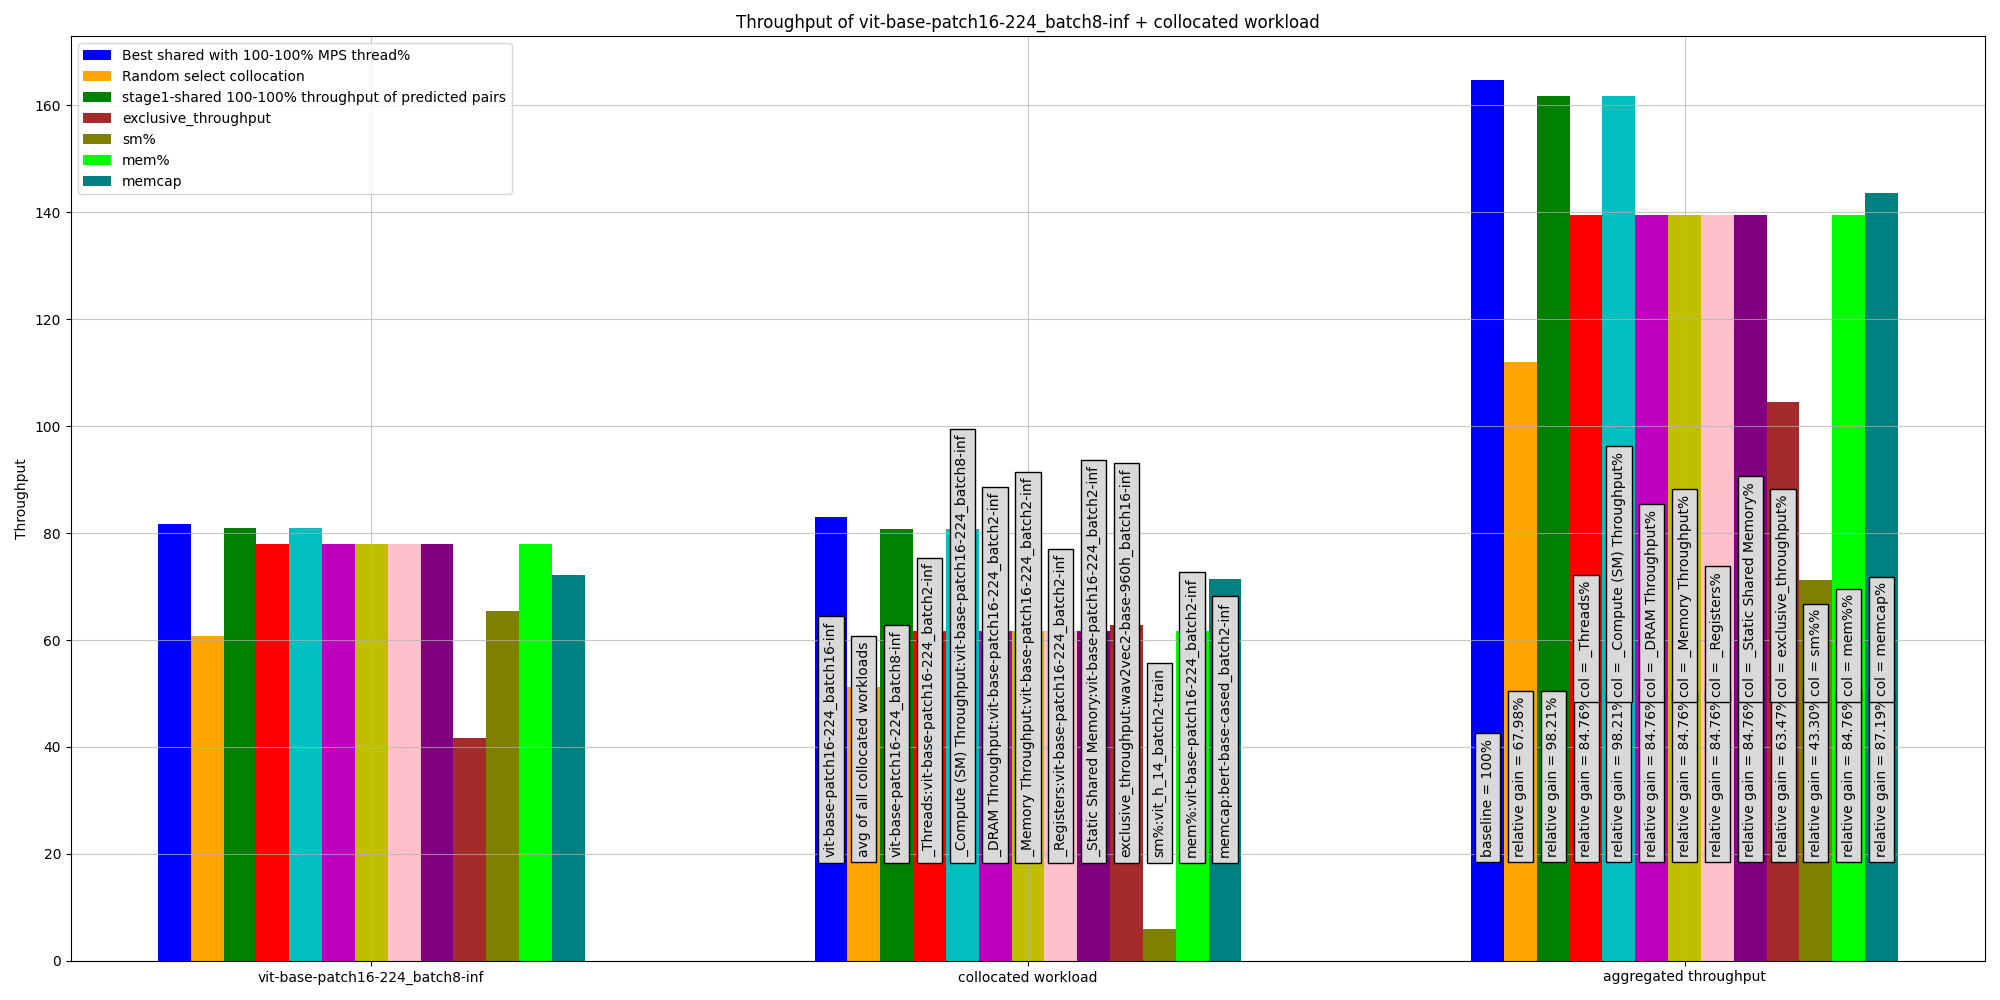 Throughput of vit-base-patch16-224_batch8-inf + collocated workload
Best shared with 100-100% MPS thread%
Random select collocation
stage1-shared 100-100% throughput of predicted pairs
exclusive_throughput
sm%
mem%
memcap
Throughput
160
140
120
100
80
60
40
20
0
vit-base-patch16-224_batch16-inf
avg of all collocated workloads
vit-base-patch16-224_batch8-inf
_Threads:vit-base-patch16-224_batch2-inf
_Compute (SM) Throughput:vit-base-patch16-224_batch8-inf
_DRAM Throughput:vit-base-patch16-224_batch2-inf
_Memory Throughput:vit-base-patch16-224_batch2-inf
_Registers:vit-base-patch16-224_batch2-inf
_Static Shared Memory:vit-base-patch16-224_batch2-inf
exclusive_throughput:wav2vec2-base-960h_batch16-inf
sm%:vit_h_14_batch2-train
mem%:vit-base-patch16-224_batch2-inf
memcap:bert-base-cased_batch2-inf
baseline = 100%
relative gain = 67.98%
relative gain = 98.21%
relative gain = 84.76%
col = _Threads%
relative gain = 98.21%
col = _Compute (SM) Throughput%
relative gain = 84.76%
col = _DRAM Throughput%
relative gain = 84.76%
col = _Memory Throughput%
relative gain = 84.76%
col = _Registers%
relative gain = 84.76%
col = _Static Shared Memory%
relative gain = 63.47%
col = exclusive_throughput%
relative gain = 43.30%
col = sm%%
relative gain = 84.76%
col = mem%%
relative gain = 87.19%
col = memcap%
vit-base-patch16-224_batch8-inf
collocated workload
aggregated throughput